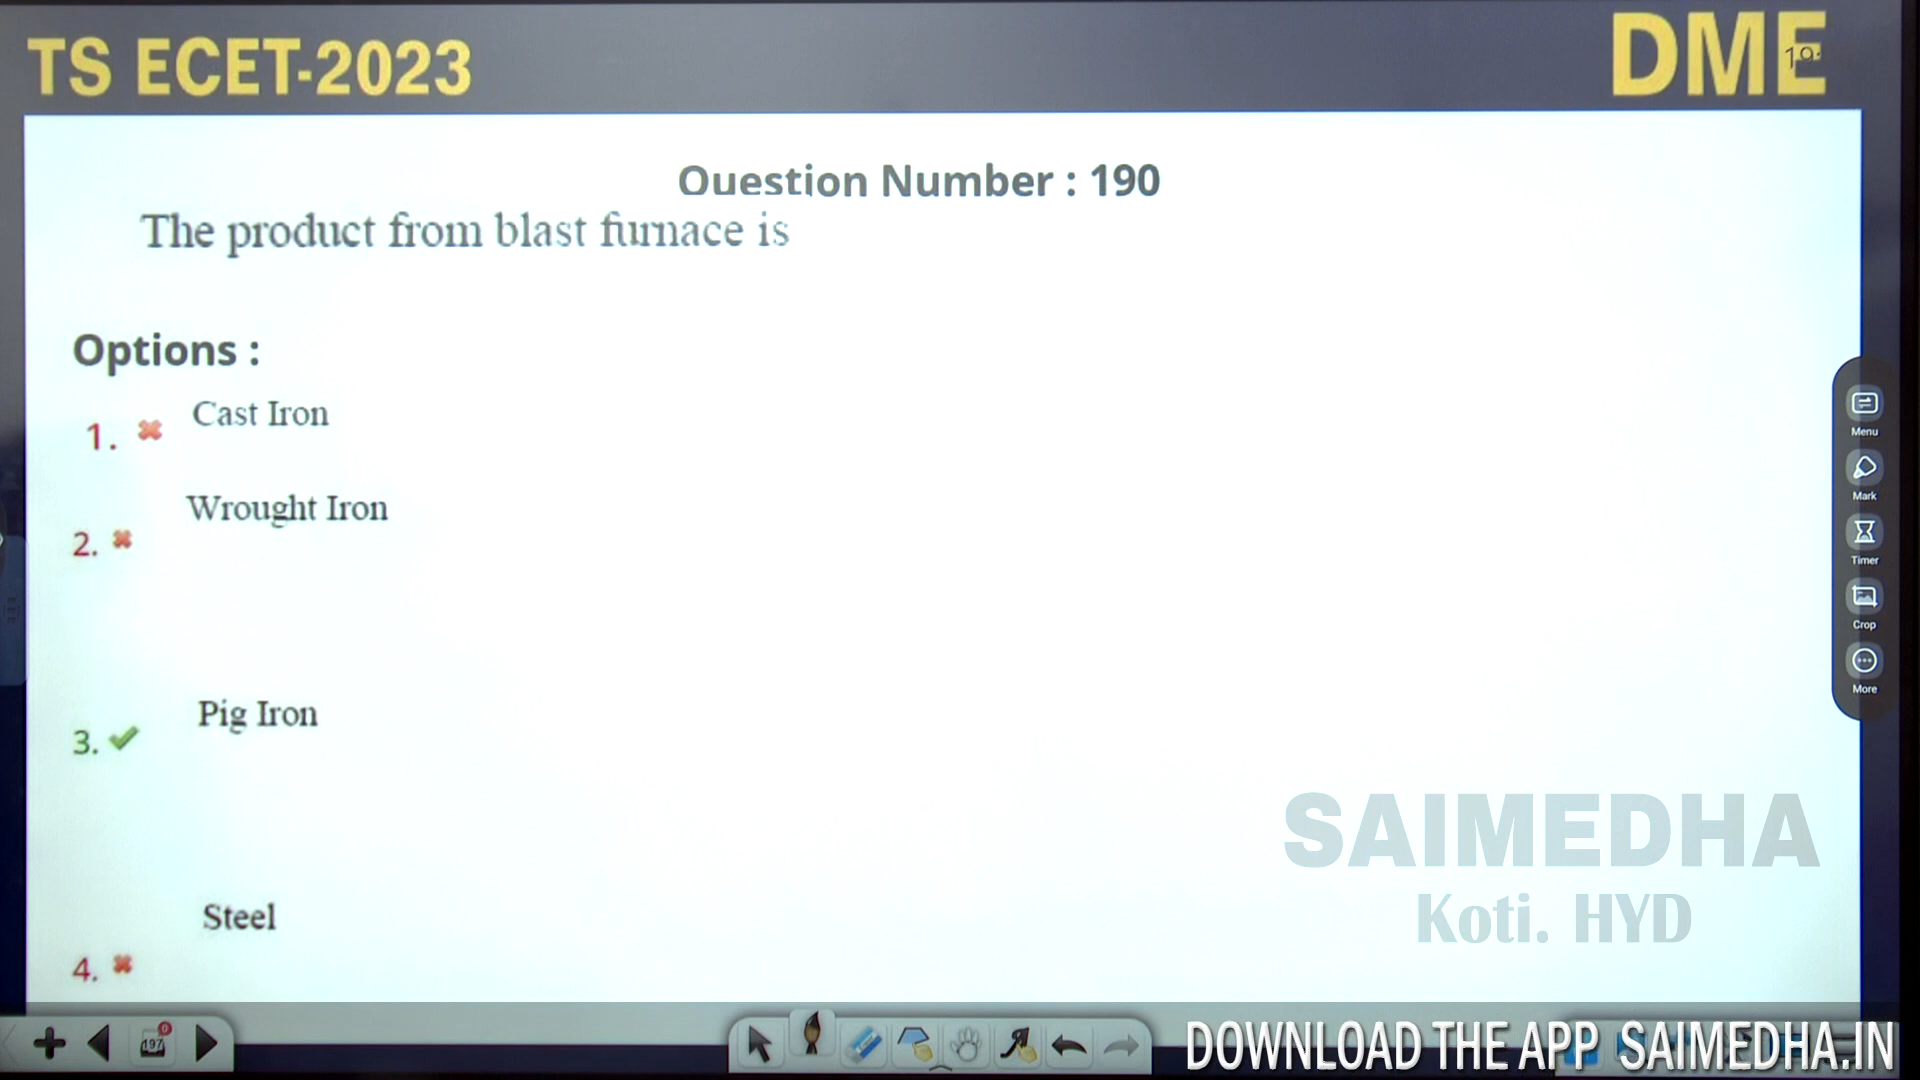 TS ECET-2023
DME
Question Number : 190
The product from blast furnace is
Options :
1. Cast Iron
2. Wrought Iron
3. Pig Iron
4. Steel
Menu
Mark
Timer
Crop
More
SAIMEDHA
Koti. HYD
0
197
DOWNLOAD THE APP SAIMEDHA.IN